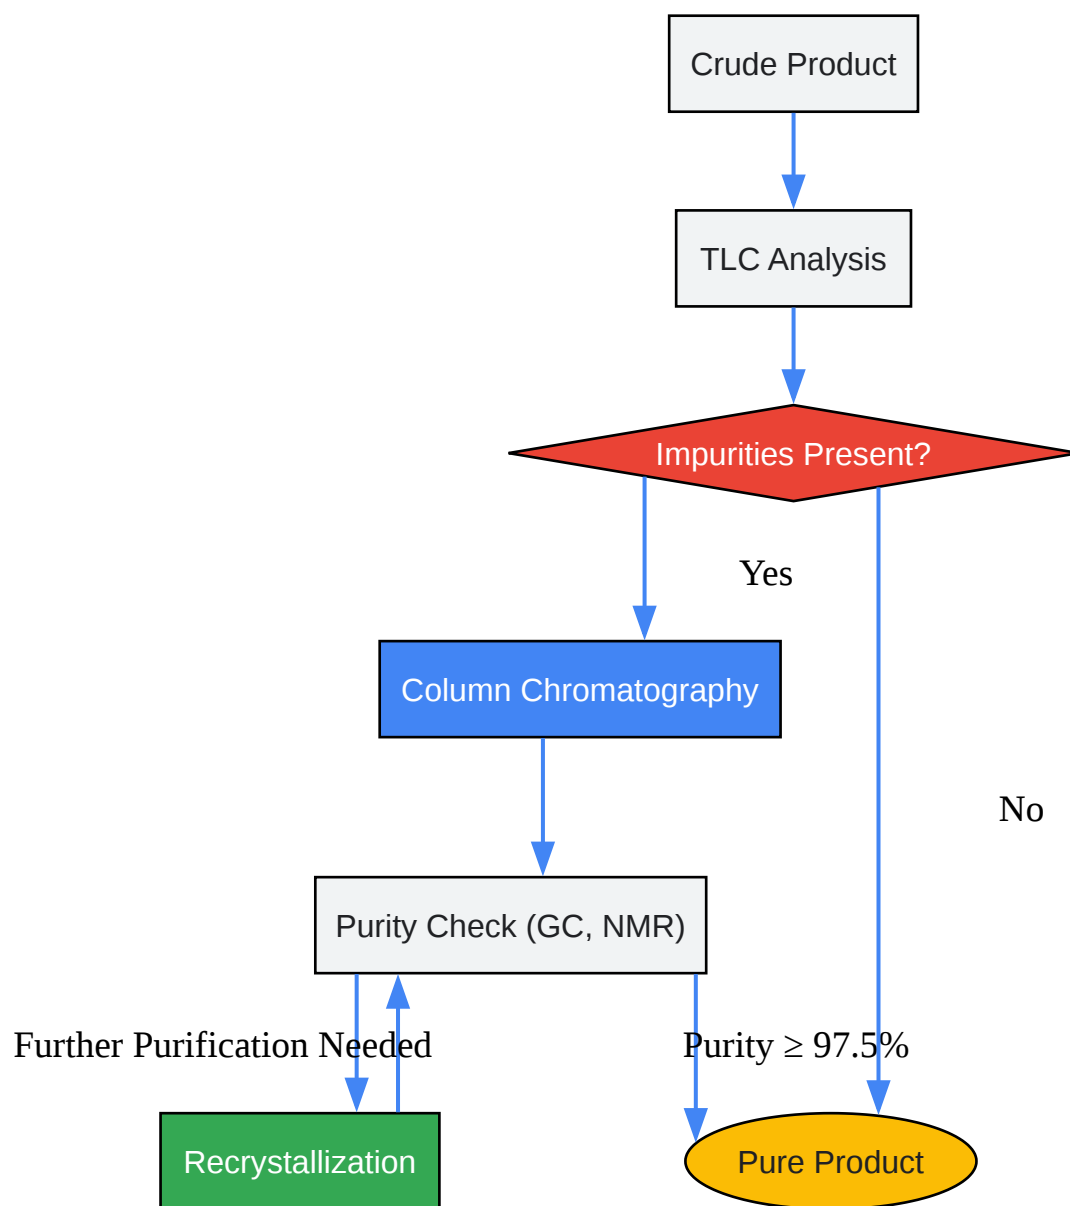 Crude Product
TLC Analysis
Impurities Present?
Yes
Column Chromatography
No
Purity Check (GC, NMR)
Further Purification Needed
Purity ≥ 97.5%
Recrystallization
Pure Product